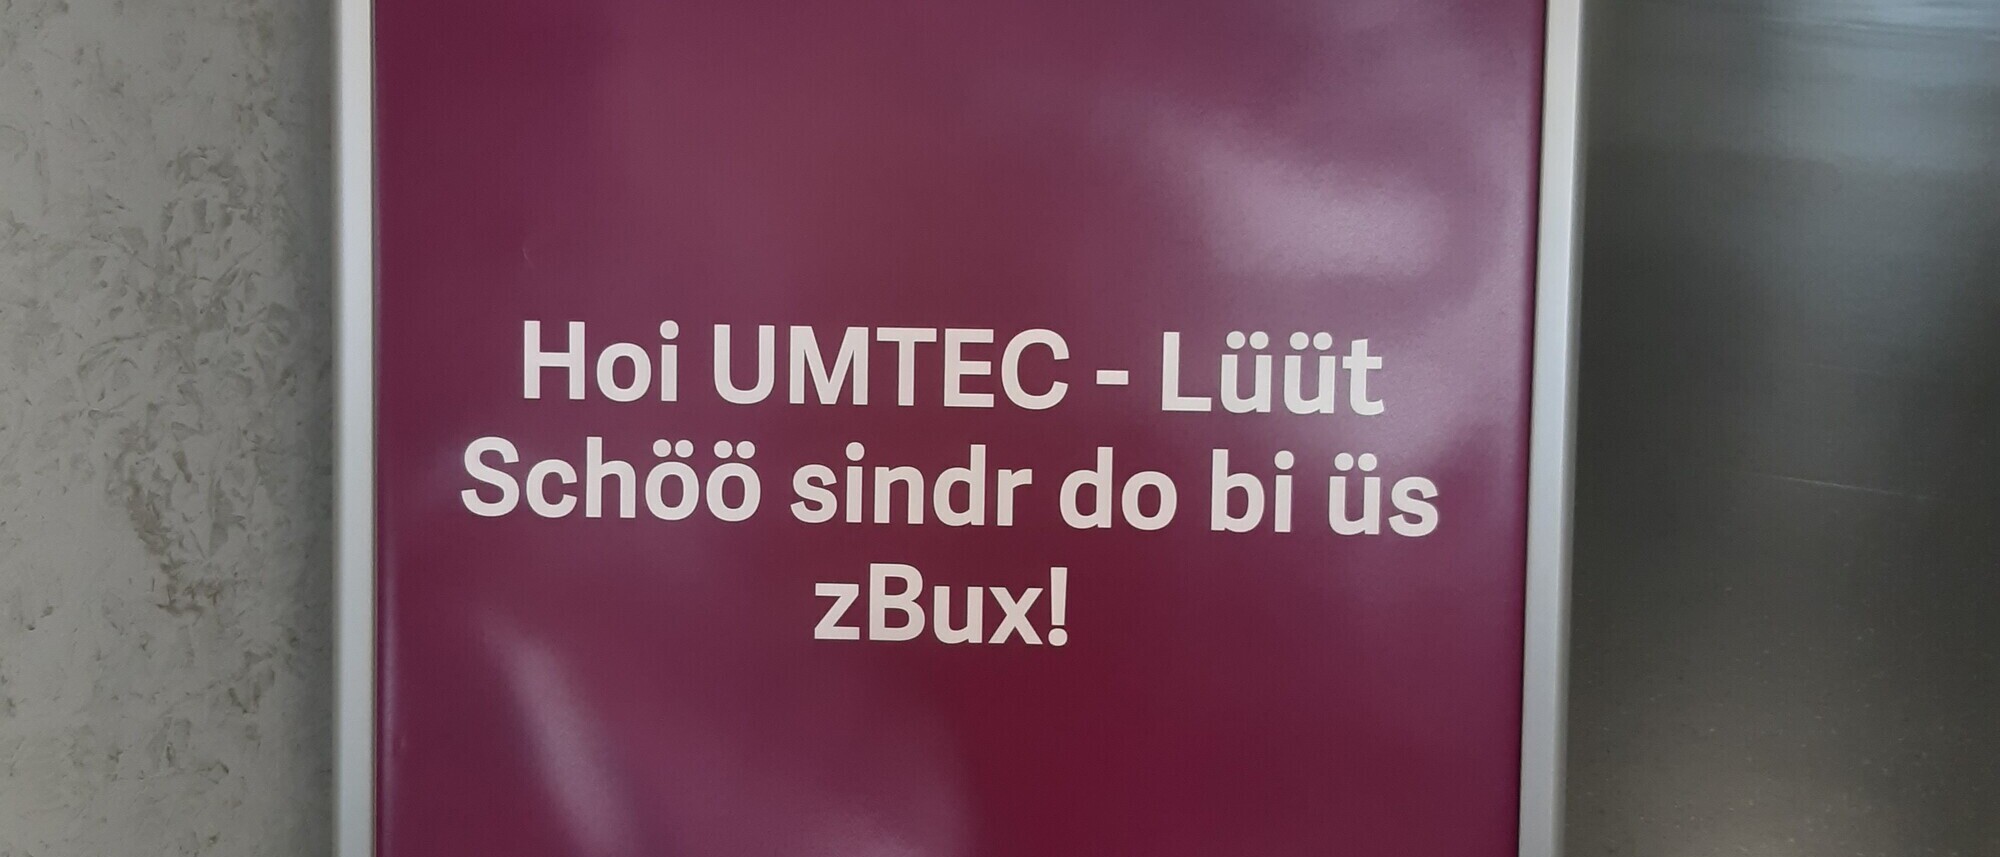 Hoi UMTEC - Lüüt
Schöö sindr do bi üs
zBux!